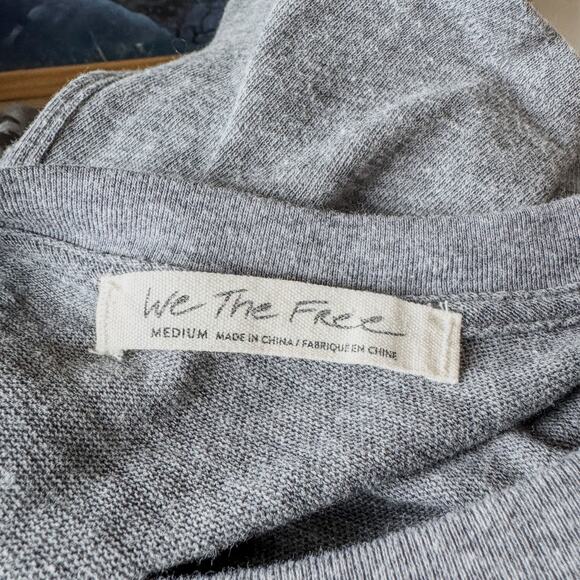 We The Free
MEDIUM MADE IN CHINA / FABRIQUE EN CHINE